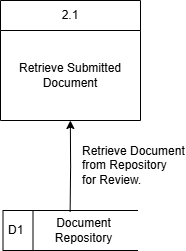 2.1
Retrieve Submitted
Document
Retrieve Document
from Repository
for Review.
D1
Document
Repository